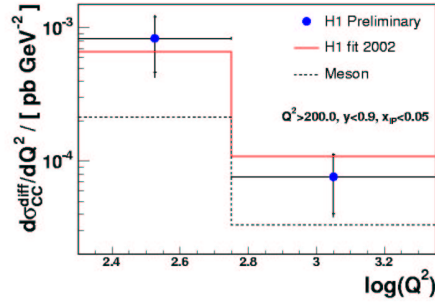 dσ_CC^diff/dQ² / [ pb GeV⁻² ]
10⁻³
10⁻⁴
H1 Preliminary
H1 fit 2002
Meson
Q²>200.0, y<0.9, x_IP<0.05
2.4 2.6 2.8 3.0 3.2
log(Q²)